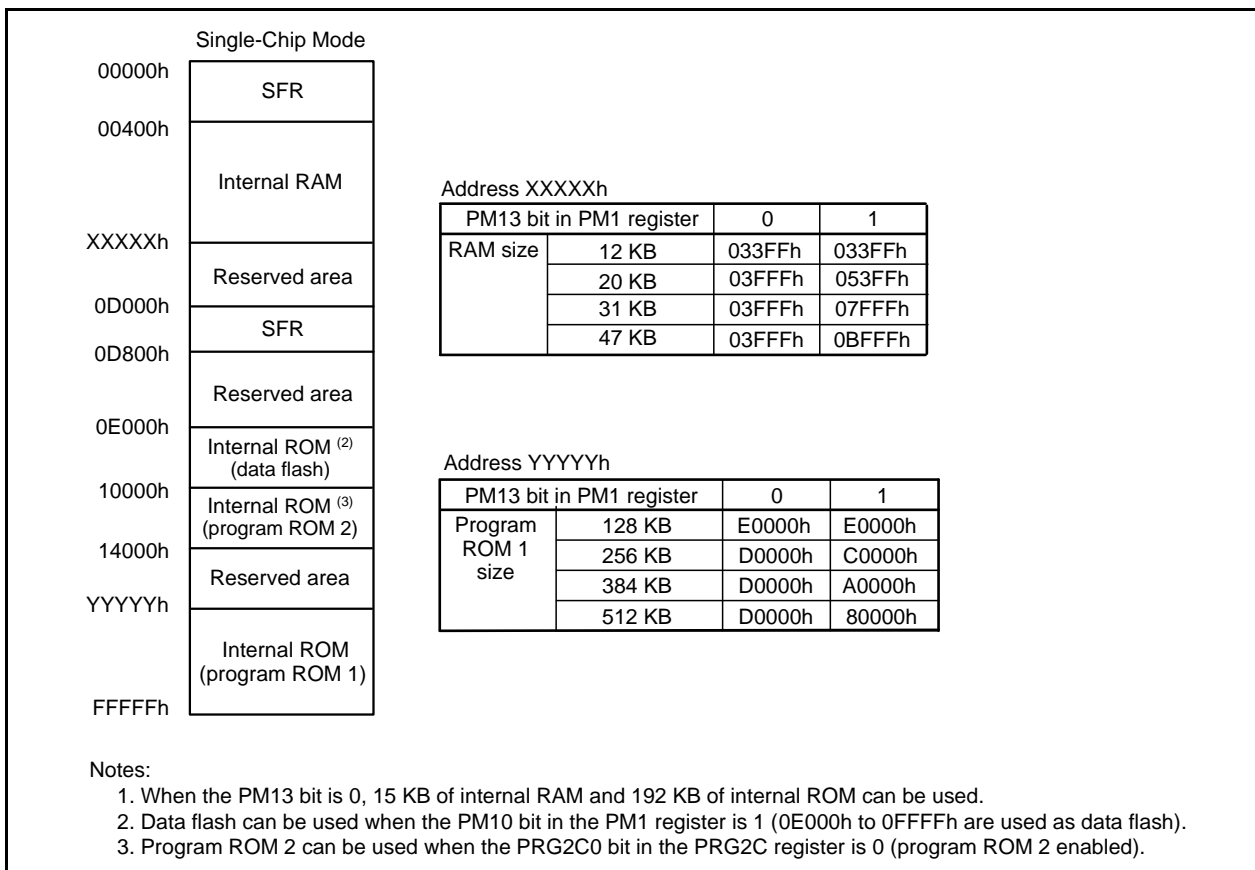 Single-Chip Mode
00000h
SFR
00400h
Internal RAM
XXXXXh
Reserved area
0D000h
SFR
0D800h
Reserved area
0E000h
Internal ROM (2)
(data flash)
10000h
Internal ROM (3)
(program ROM 2)
14000h
Reserved area
YYYYYh
Internal ROM
(program ROM 1)
FFFFFh
Address XXXXXh
PM13 bit in PM1 register 0 1
RAM size 12 KB 033FFh 033FFh
20 KB 03FFFh 053FFh
31 KB 03FFFh 07FFFh
47 KB 03FFFh 0BFFFh
Address YYYYYh
PM13 bit in PM1 register 0 1
Program 128 KB E0000h E0000h
ROM 1 256 KB D0000h C0000h
size 384 KB D0000h A0000h
512 KB D0000h 80000h
Notes:
1. When the PM13 bit is 0, 15 KB of internal RAM and 192 KB of internal ROM can be used.
2. Data flash can be used when the PM10 bit in the PM1 register is 1 (0E000h to 0FFFFh are used as data flash).
3. Program ROM 2 can be used when the PRG2C0 bit in the PRG2C register is 0 (program ROM 2 enabled).